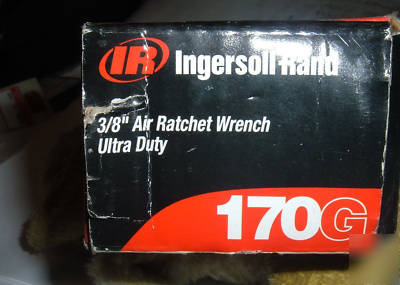 IR Ingersoll Rand
3/8" Air Ratchet Wrench
Ultra Duty
170G